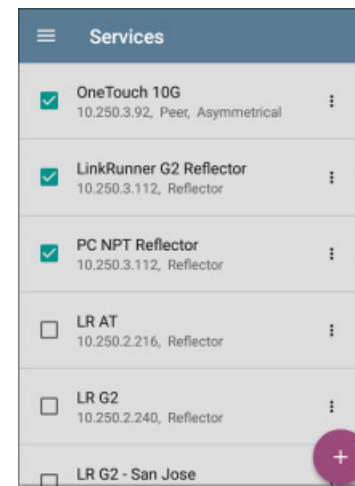 Services
OneTouch 10G
10.250.3.92, Peer, Asymmetrical
LinkRunner G2 Reflector
10.250.3.112, Reflector
PC NPT Reflector
10.250.3.112, Reflector
LR AT
10.250.2.216, Reflector
LR G2
10.250.2.240, Reflector
LR G2 - San Jose